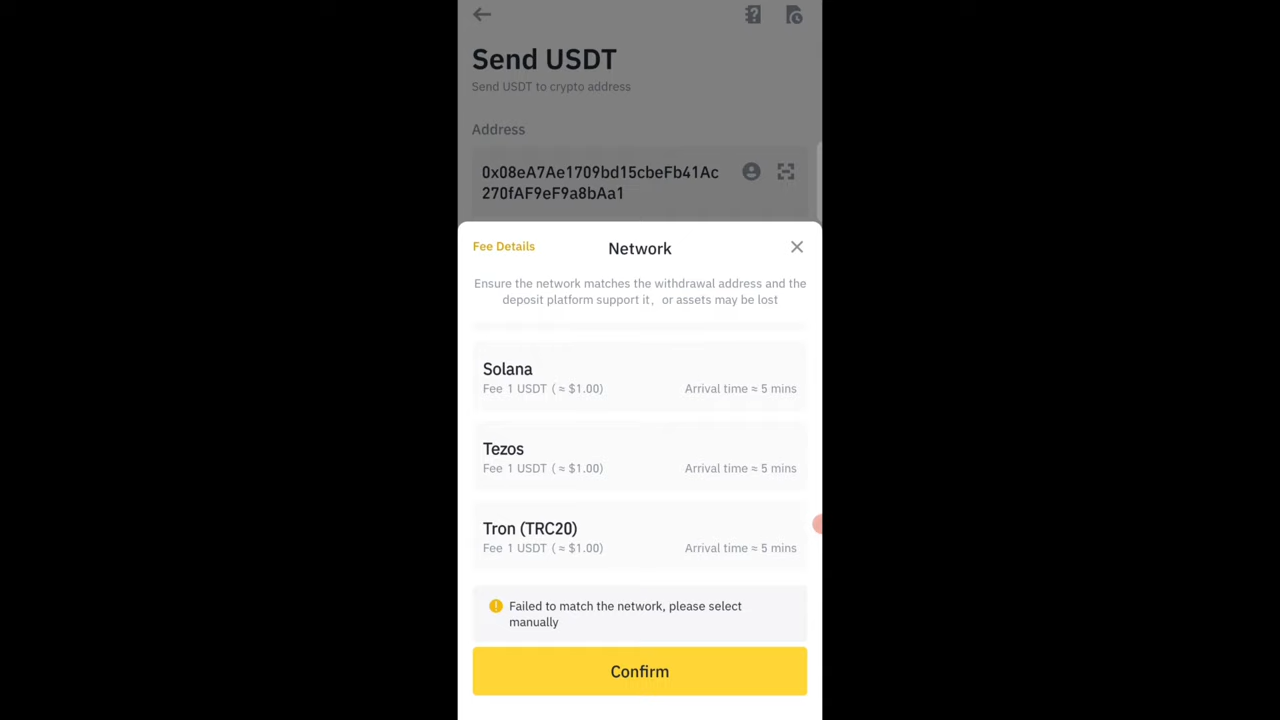 Send USDT
Send USDT to crypto address
Address
0x08eA7Ae1709bd15cbeFb41Ac
270fAF9eF9a8bAa1
Fee Details
Network
Ensure the network matches the withdrawal address and the
deposit platform support it, or assets may be lost
Solana
Fee 1 USDT ( ≈ $1.00)
Arrival time ≈ 5 mins
Tezos
Fee 1 USDT ( ≈ $1.00)
Arrival time ≈ 5 mins
Tron (TRC20)
Fee 1 USDT ( ≈ $1.00)
Arrival time ≈ 5 mins
Failed to match the network, please select
manually
Confirm